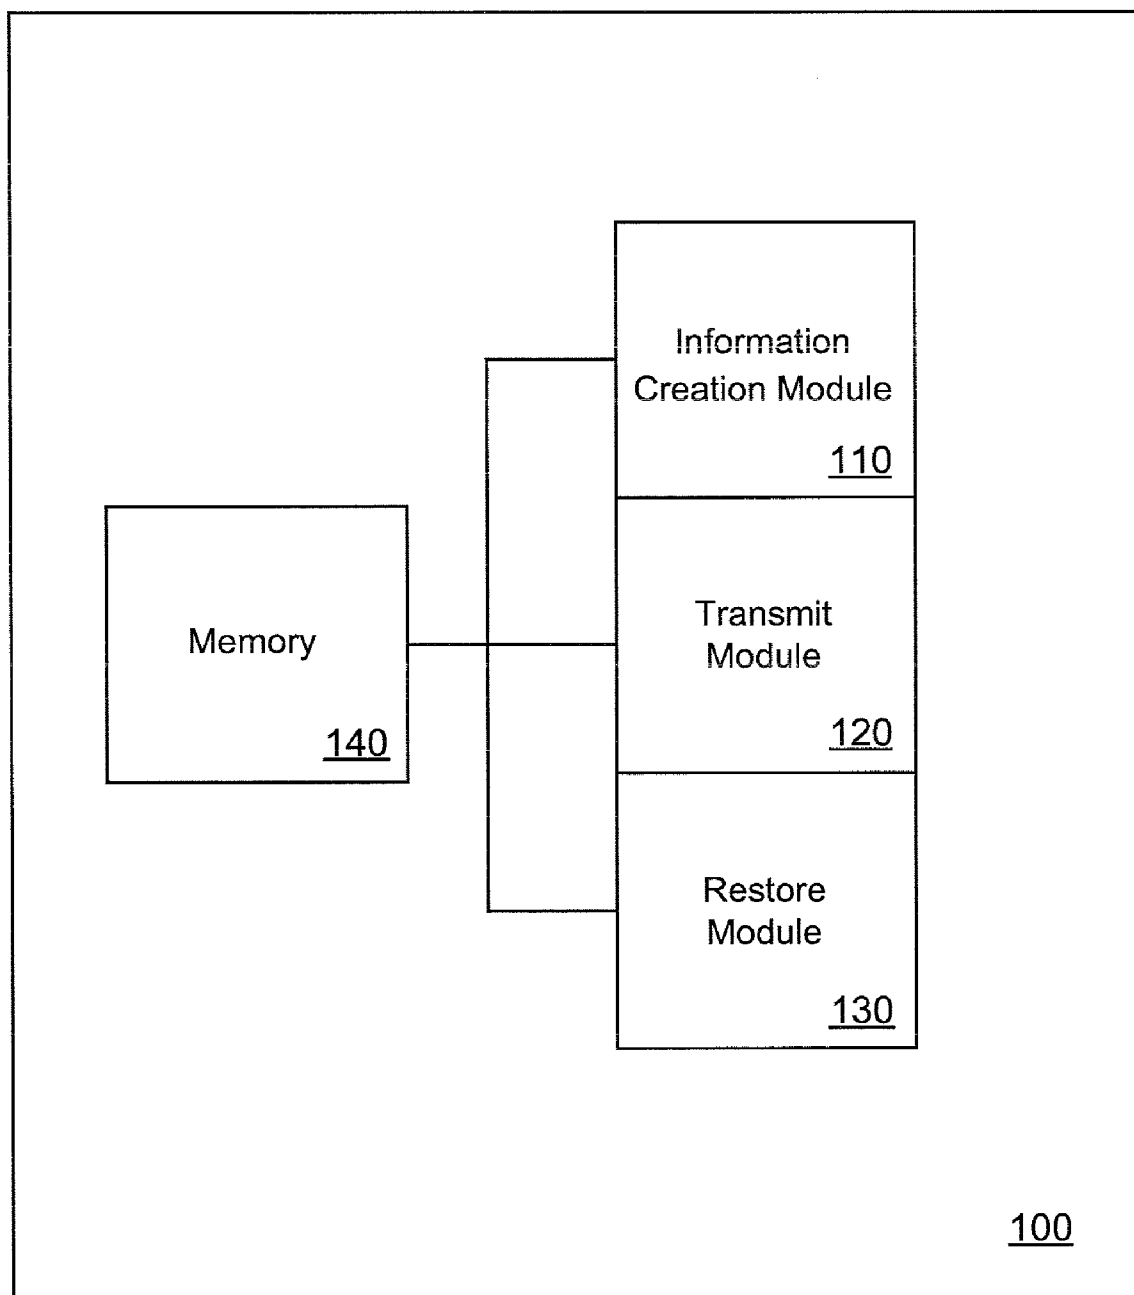 Information
Creation Module
110
Memory
140
Transmit
Module
120
Restore
Module
130
100